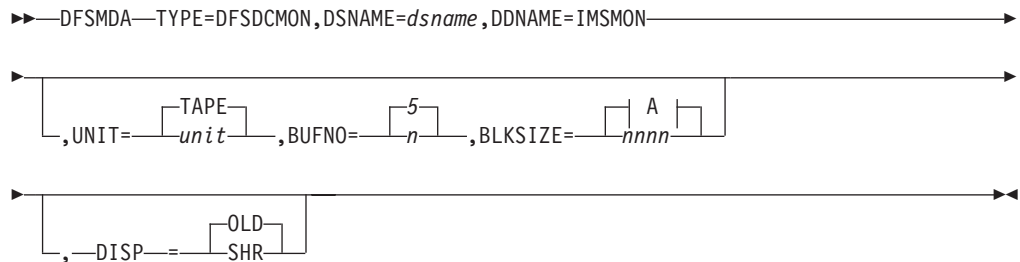 DFSMDA TYPE=DFSDCMON,DSNAME=dsname,DDNAME=IMSMON
TAPE 5 A
,UNIT= unit ,BUFNO= n ,BLKSIZE= nnnn
OLD
, DISP = SHR